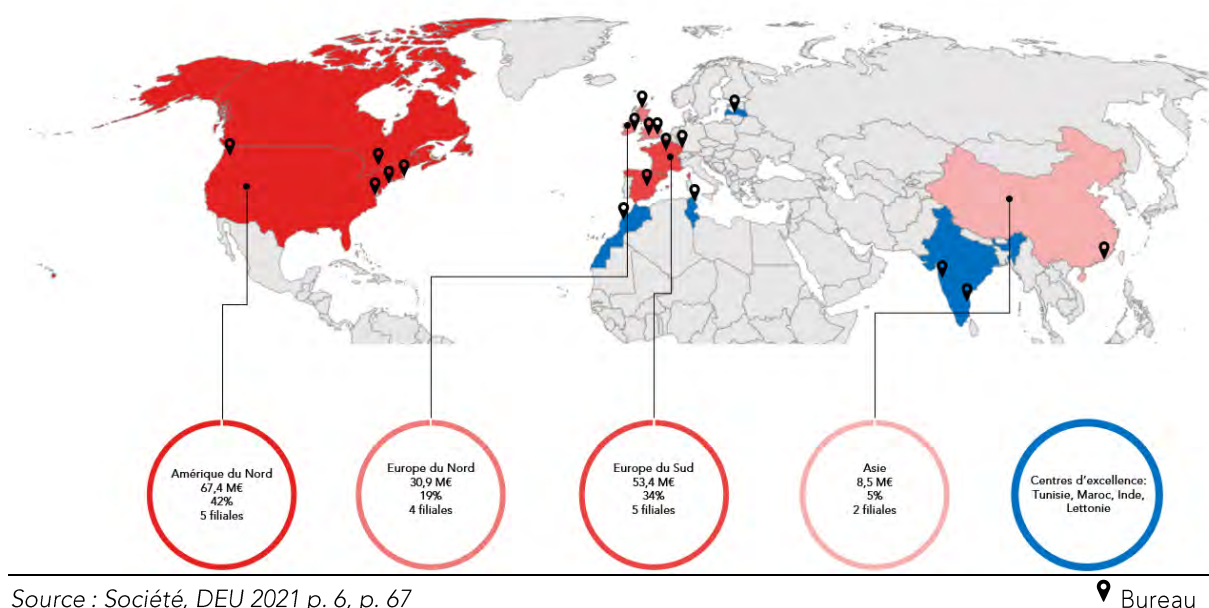 Amérique du Nord
67,4 M€
42%
5 filiales
Europe du Nord
30,9 M€
19%
4 filiales
Europe du Sud
53,4 M€
34%
5 filiales
Asie
8,5 M€
5%
2 filiales
Centres d'excellence:
Tunisie, Maroc, Inde,
Lettonie
Source : Société, DEU 2021 p. 6, p. 67
Bureau